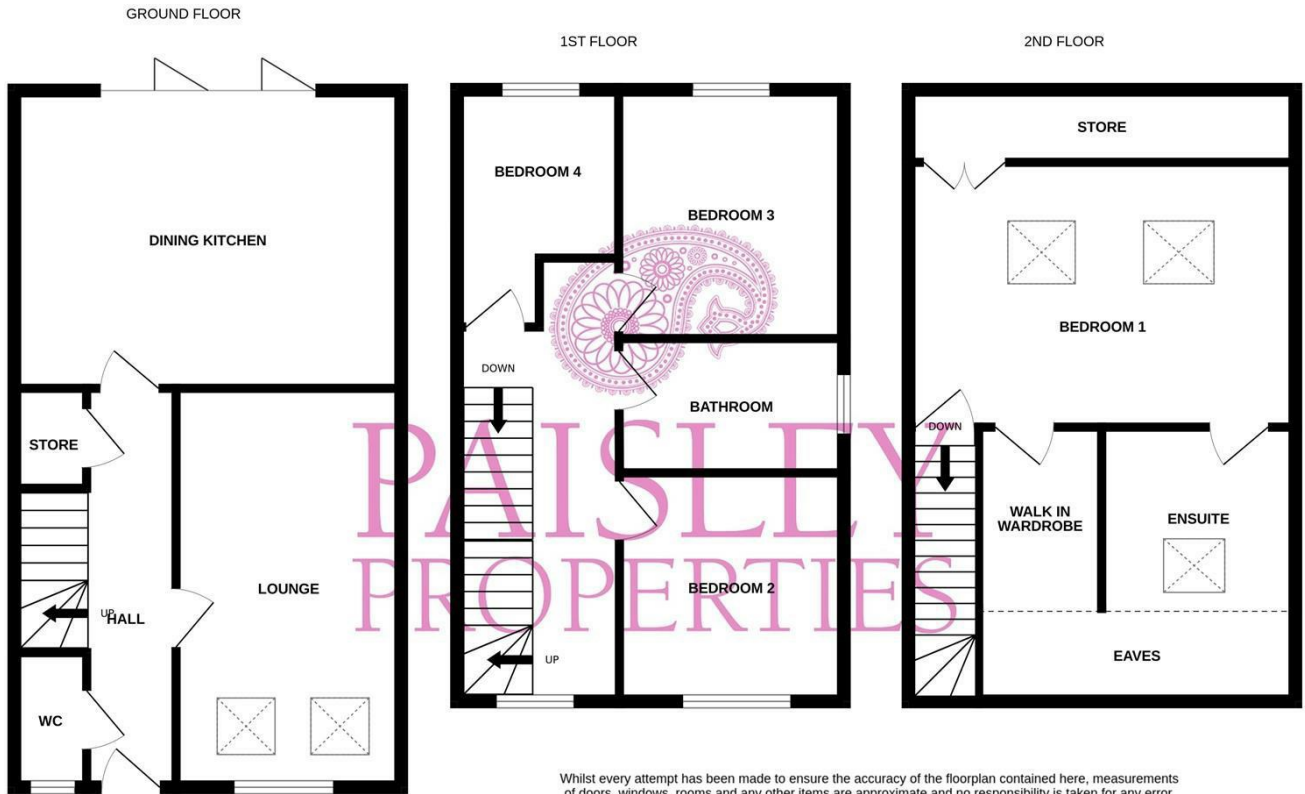 GROUND FLOOR
DINING KITCHEN
STORE
UP
HALL
LOUNGE
WC
1ST FLOOR
BEDROOM 4
BEDROOM 3
DOWN
BATHROOM
BEDROOM 2
UP
2ND FLOOR
STORE
BEDROOM 1
DOWN
WALK IN
WARDROBE
ENSUITE
EAVES
PAISLEY
PROPERTIES
Whilst every attempt has been made to ensure the accuracy of the floorplan contained here, measurements
of doors, windows, rooms and any other items are approximate and no responsibility is taken for any error,